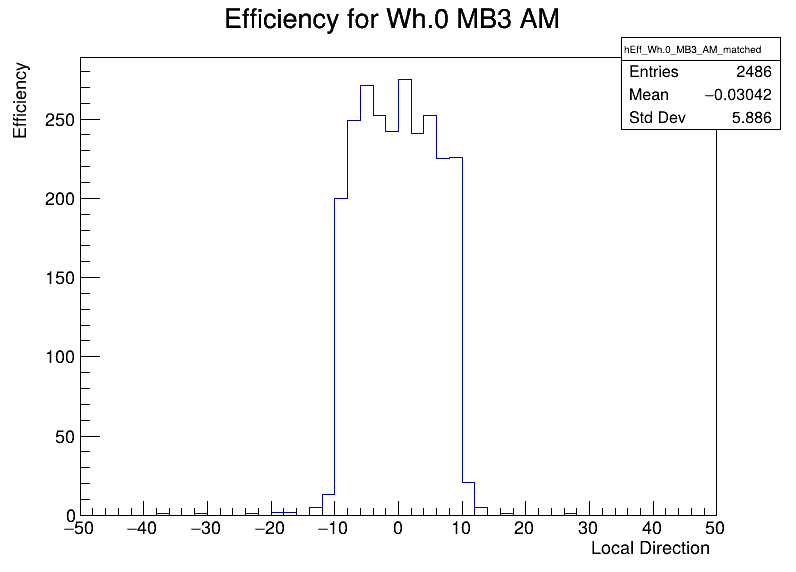 Efficiency for Wh.0 MB3 AM
hEff_Wh.0_MB3_AM_matched
Entries 2486
Mean −0.03042
Std Dev 5.886
Efficiency
250
200
150
100
50
0
−50 −40 −30 −20 −10 0 10 20 30 40 50
Local Direction